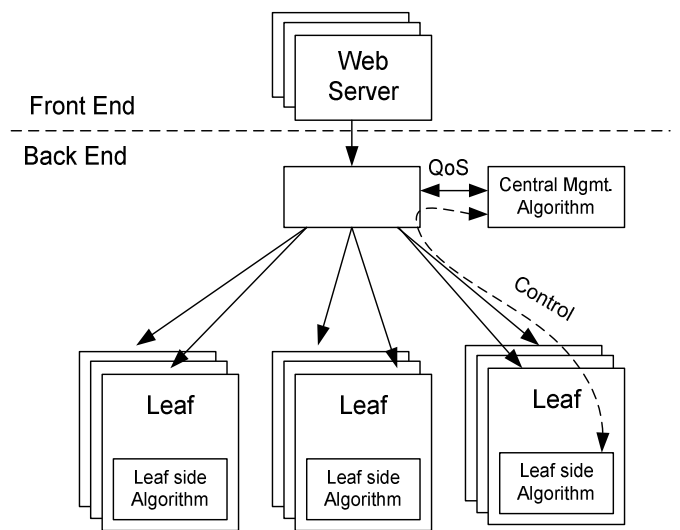 Web
Server
Front End
Back End
QoS
Central Mgmt.
Algorithm
Control
Leaf
Leaf side
Algorithm
Leaf
Leaf side
Algorithm
Leaf
Leaf side
Algorithm